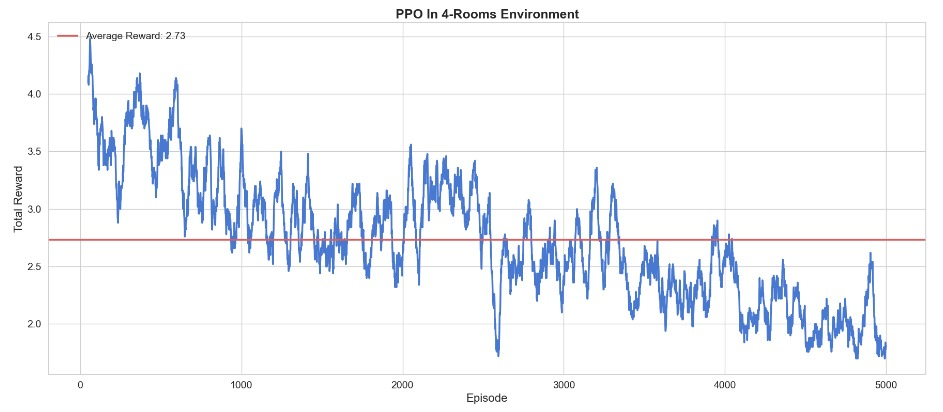 PPO In 4-Rooms Environment
Average Reward: 2.73
Total Reward
4.5
4.0
3.5
3.0
2.5
2.0
0 1000 2000 3000 4000 5000
Episode